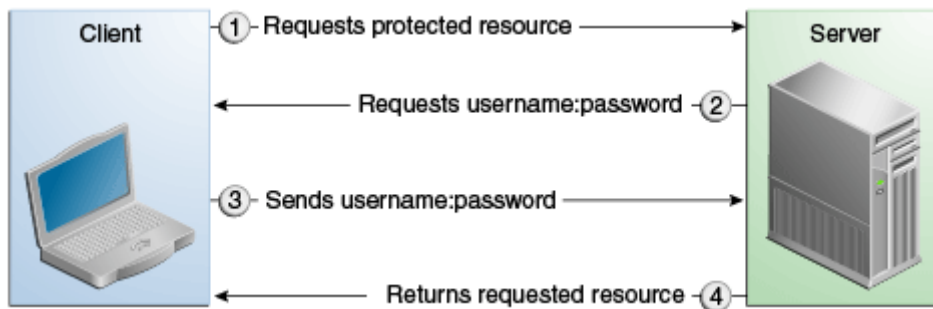 Client
Server
1 Requests protected resource
Requests username:password 2
3 Sends username:password
Returns requested resource 4